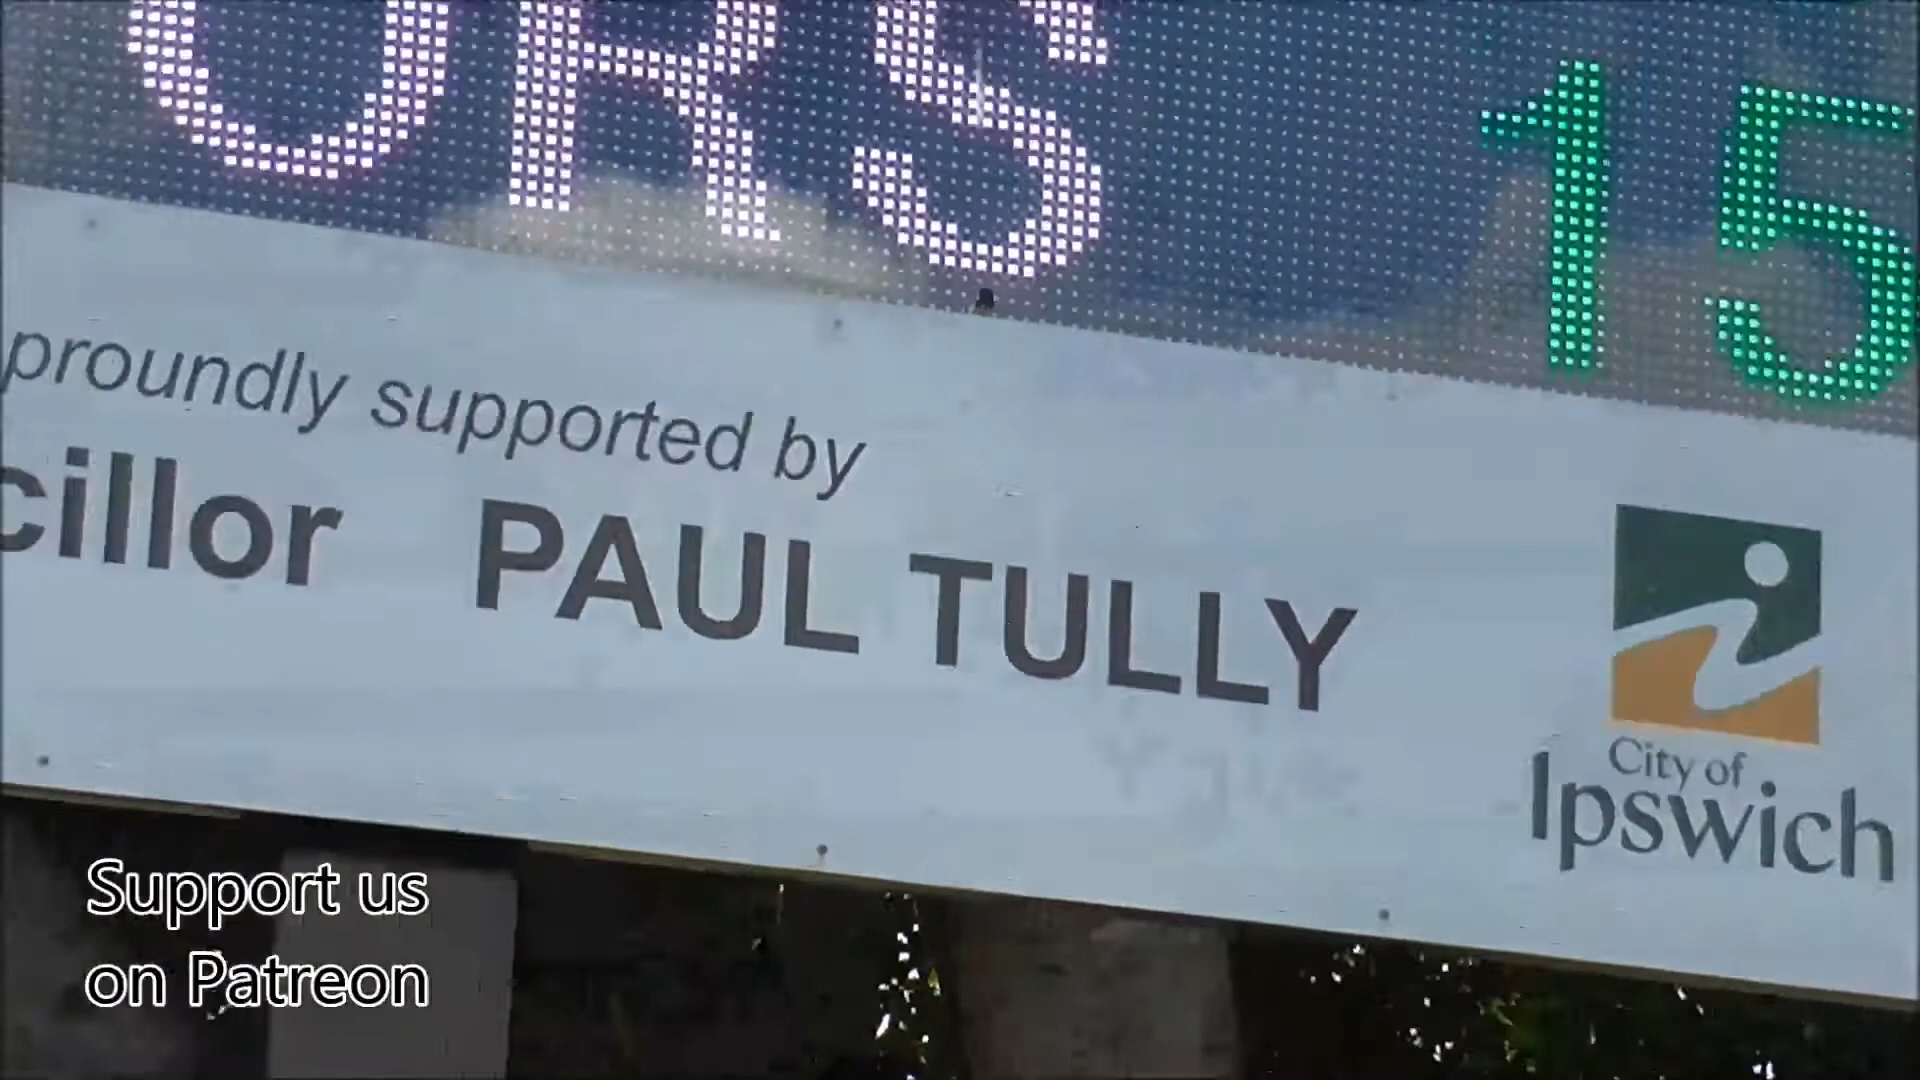 URS 15
proundly supported by
cillor PAUL TULLY
City of
Ipswich
Support us
on Patreon